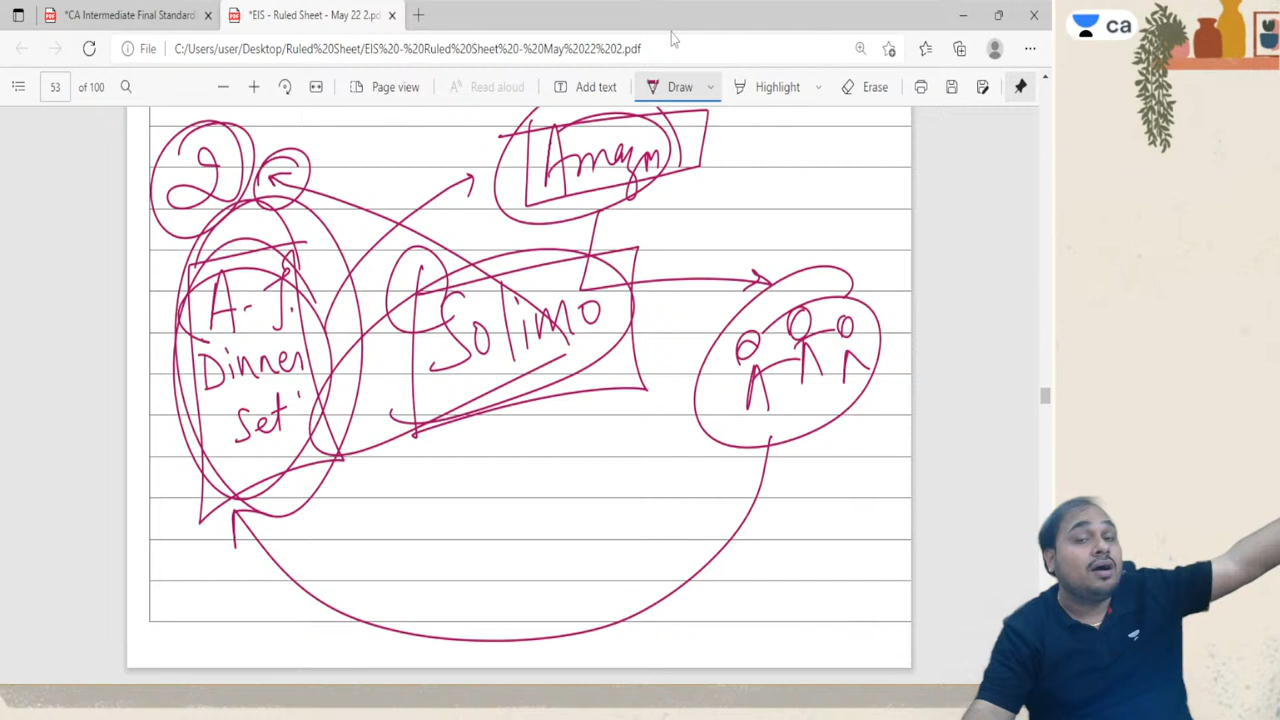 *CA Intermediate Final Standard
*EIS - Ruled Sheet - May 22 2.pd
File
C:/Users/user/Desktop/Ruled%20Sheet/EIS%20-%20Ruled%20Sheet%20-%20May%2022%202.pdf
53 of 100
Page view
Read aloud
Add text
Draw
Highlight
Erase
ca
Amazon
2
Solimo
Dinner
Set